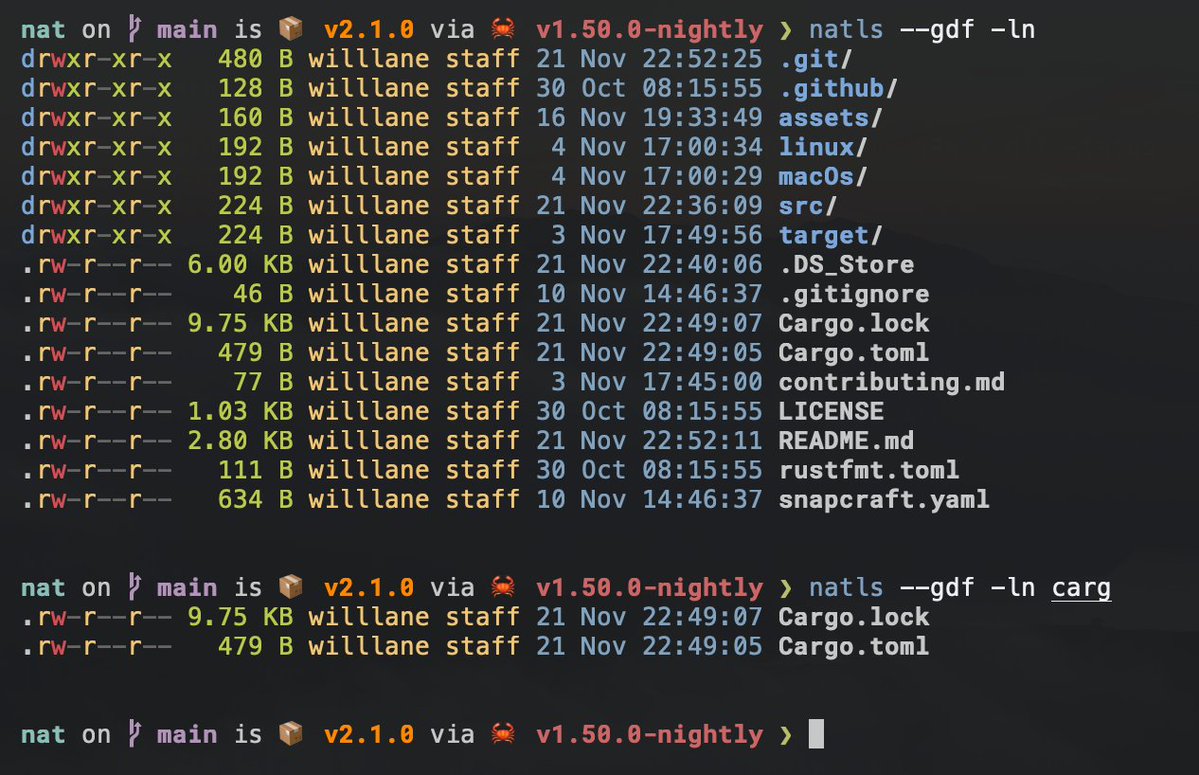 nat on main is 📦 v2.1.0 via 🦀 v1.50.0-nightly ❯ natls --gdf -ln
drwxr-xr-x   480 B willlane staff 21 Nov 22:52:25 .git/
drwxr-xr-x   128 B willlane staff 30 Oct 08:15:55 .github/
drwxr-xr-x   160 B willlane staff 16 Nov 19:33:49 assets/
drwxr-xr-x   192 B willlane staff  4 Nov 17:00:34 linux/
drwxr-xr-x   192 B willlane staff  4 Nov 17:00:29 macOs/
drwxr-xr-x   224 B willlane staff 21 Nov 22:36:09 src/
drwxr-xr-x   224 B willlane staff  3 Nov 17:49:56 target/
.rw-r--r-- 6.00 KB willlane staff 21 Nov 22:40:06 .DS_Store
.rw-r--r--    46 B willlane staff 10 Nov 14:46:37 .gitignore
.rw-r--r-- 9.75 KB willlane staff 21 Nov 22:49:07 Cargo.lock
.rw-r--r--   479 B willlane staff 21 Nov 22:49:05 Cargo.toml
.rw-r--r--    77 B willlane staff  3 Nov 17:45:00 contributing.md
.rw-r--r-- 1.03 KB willlane staff 30 Oct 08:15:55 LICENSE
.rw-r--r-- 2.80 KB willlane staff 21 Nov 22:52:11 README.md
.rw-r--r--   111 B willlane staff 30 Oct 08:15:55 rustfmt.toml
.rw-r--r--   634 B willlane staff 10 Nov 14:46:37 snapcraft.yaml
nat on main is 📦 v2.1.0 via 🦀 v1.50.0-nightly ❯ natls --gdf -ln carg
.rw-r--r-- 9.75 KB willlane staff 21 Nov 22:49:07 Cargo.lock
.rw-r--r--   479 B willlane staff 21 Nov 22:49:05 Cargo.toml
nat on main is 📦 v2.1.0 via 🦀 v1.50.0-nightly ❯